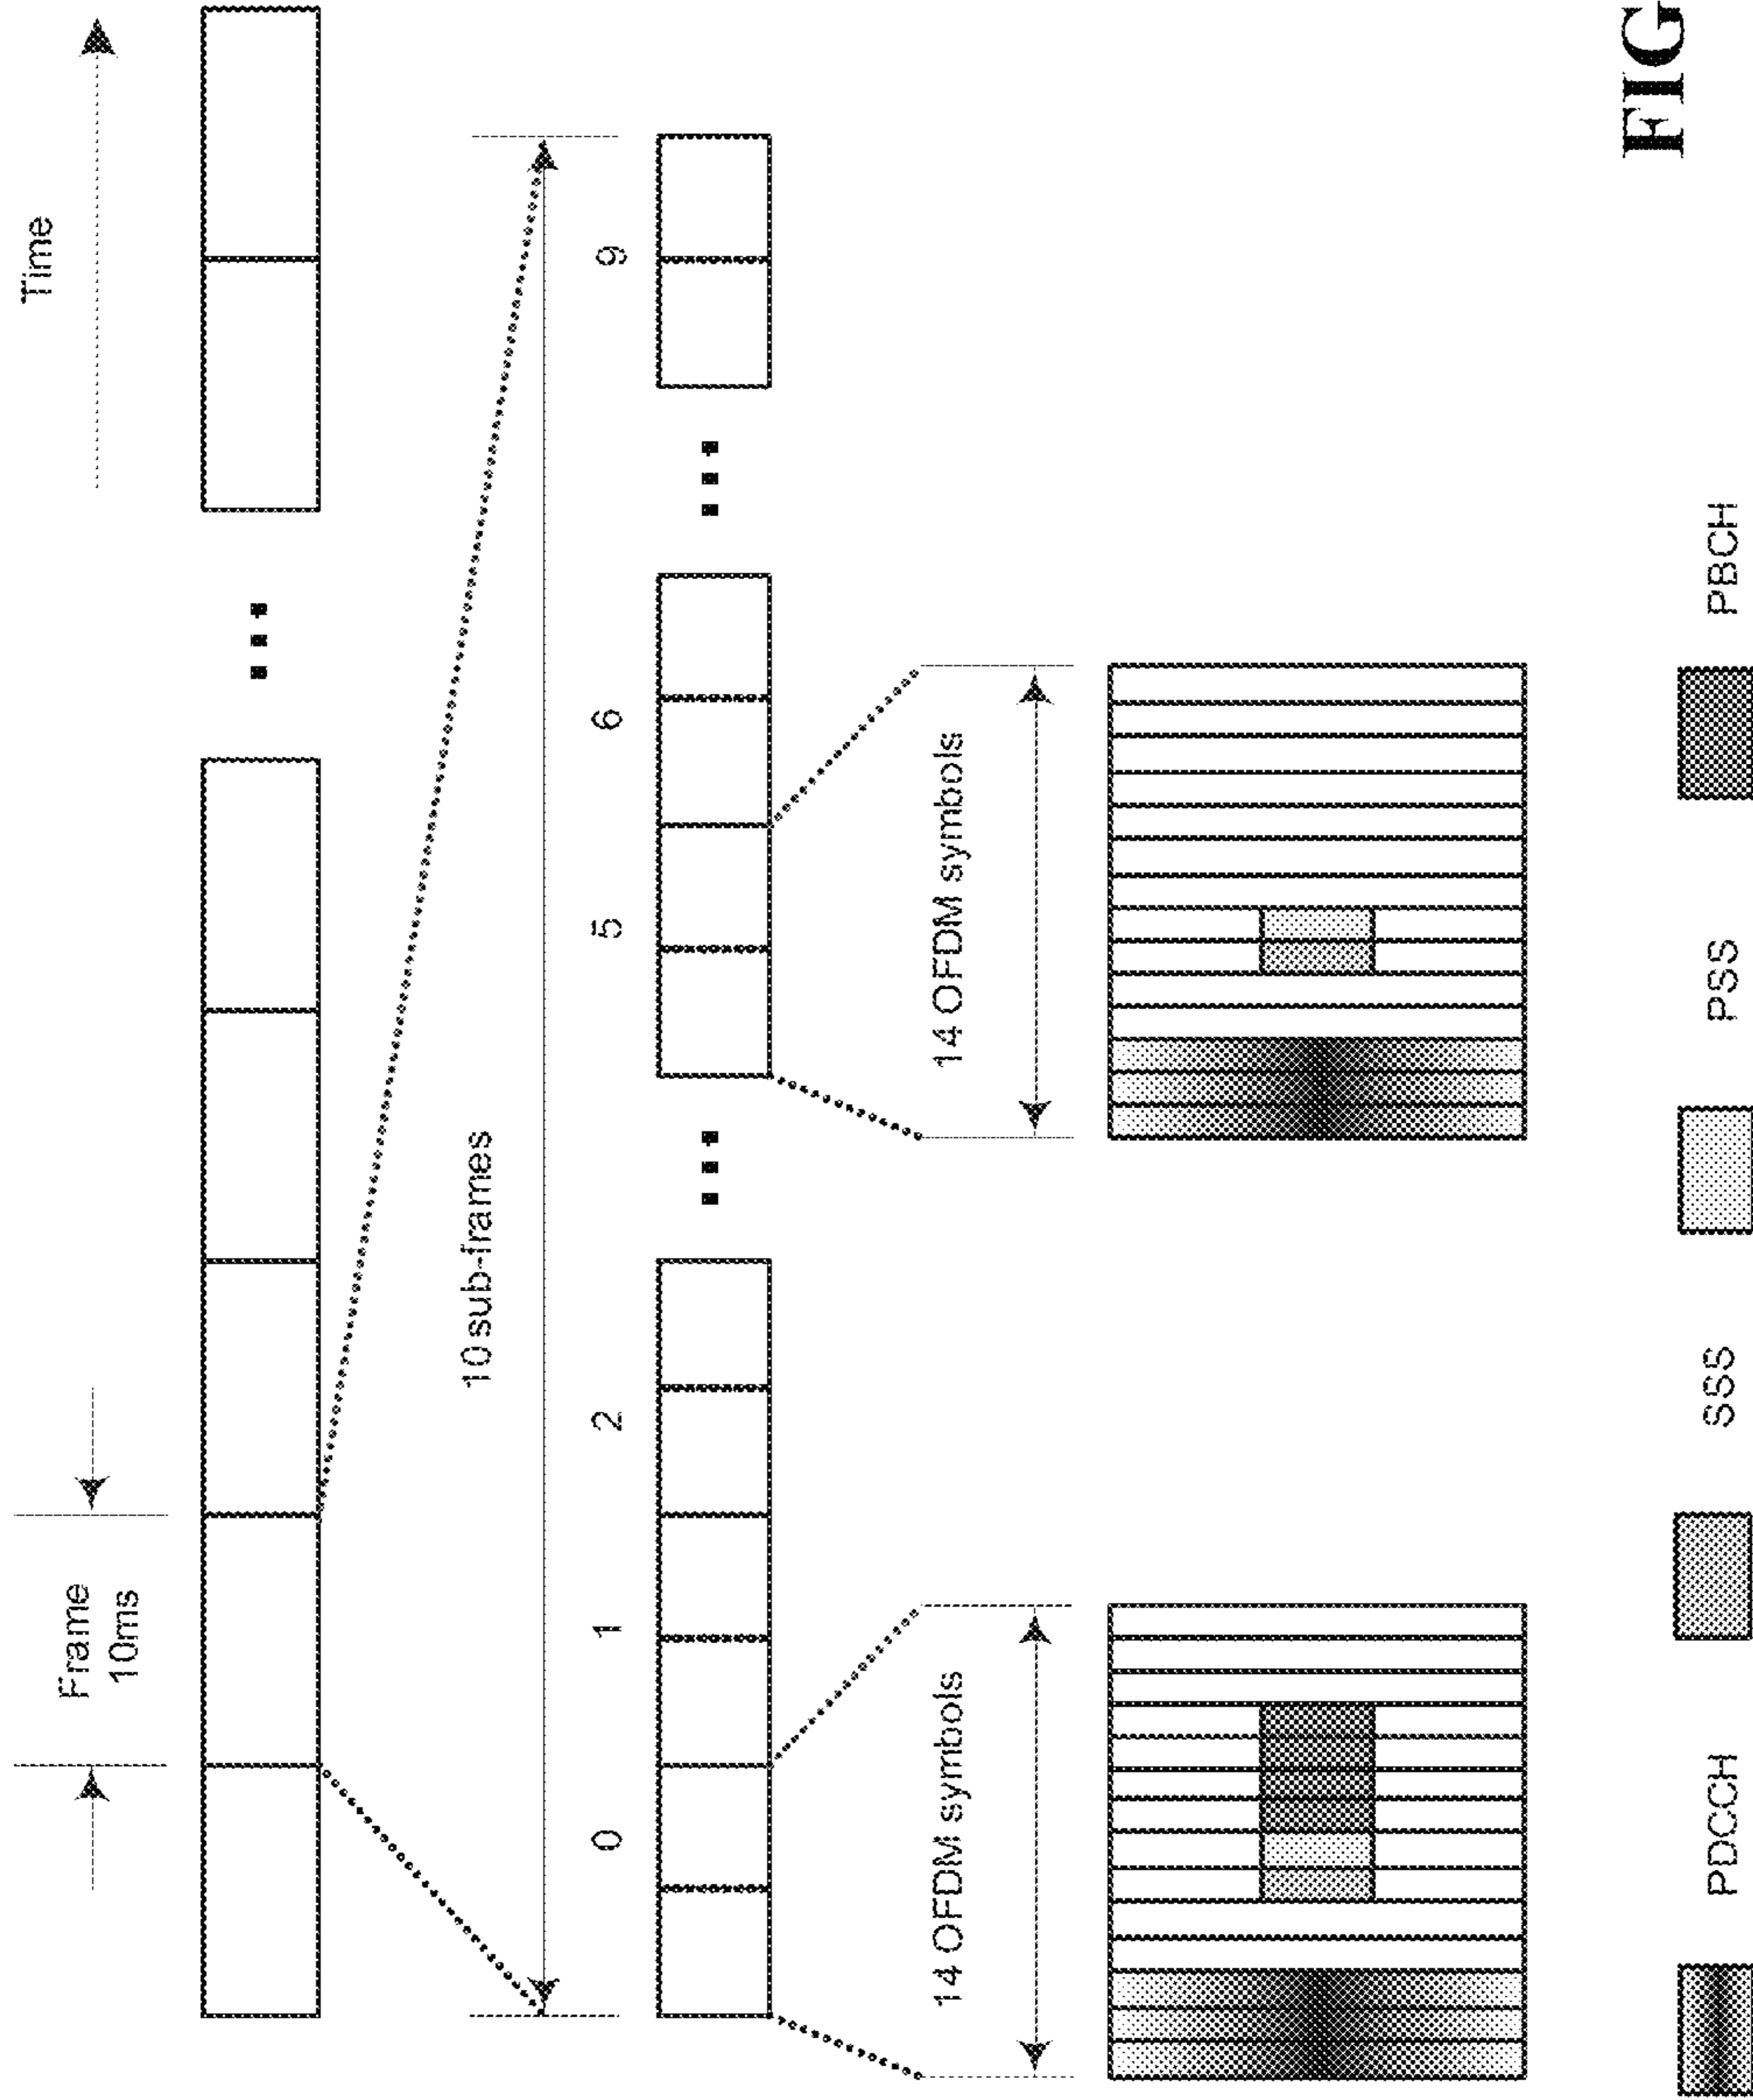 Time
Frame
10ms
10 sub-frames
0 1 2 5 6 9
14 OFDM symbols 14 OFDM symbols
PDCCH SSS PSS PBCH
FIG